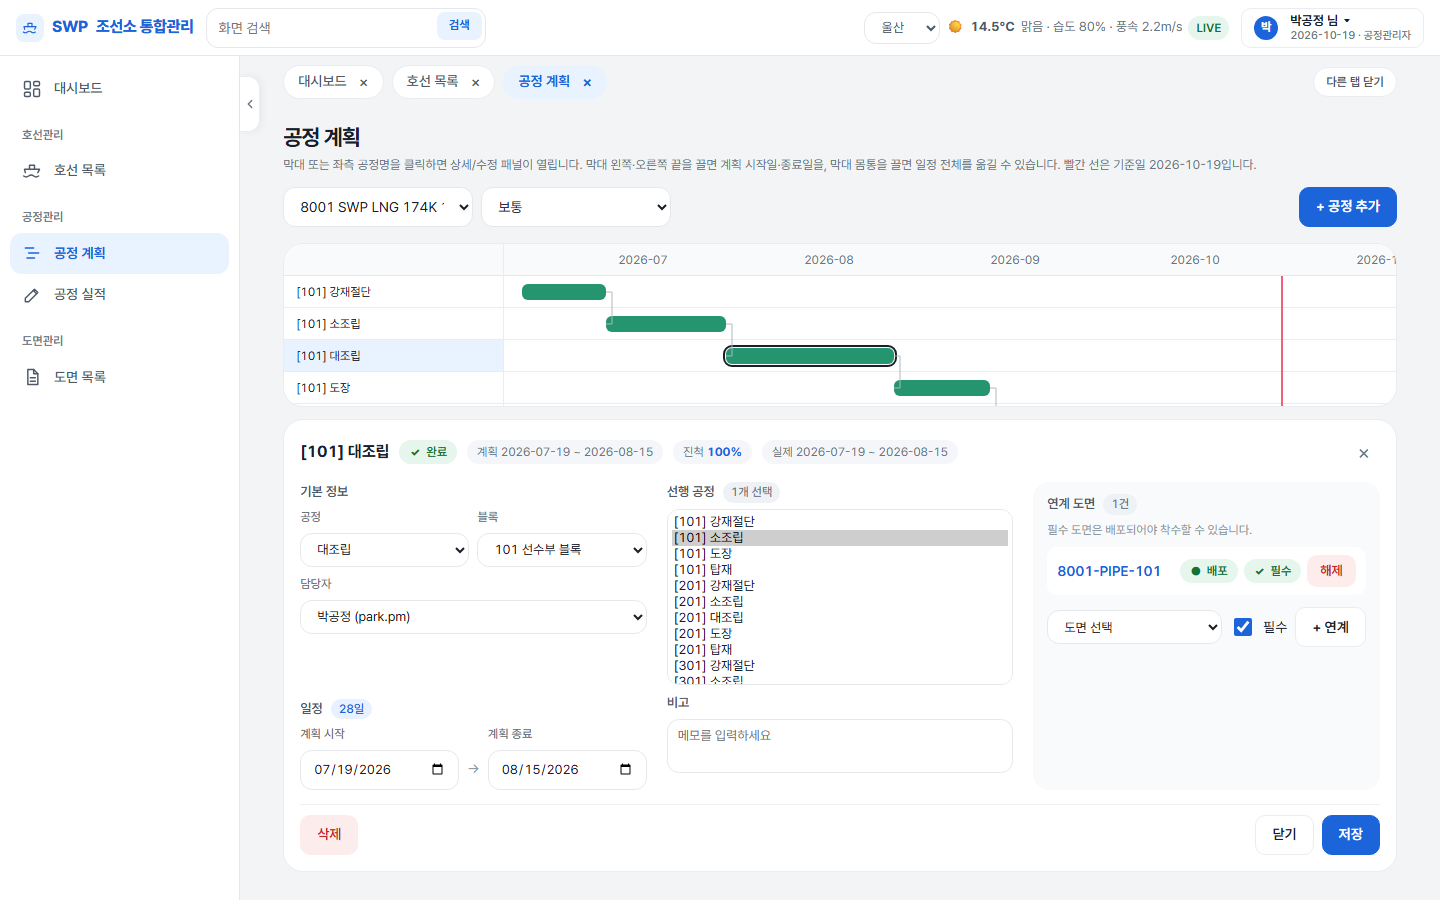 SWP 조선소 통합관리
화면 검색
검색
울산
14.5°C 맑음 · 습도 80% · 풍속 2.2m/s
LIVE
박
박공정 님
2026-10-19 · 공정관리자
대시보드
호선관리
호선 목록
공정관리
공정 계획
공정 실적
도면관리
도면 목록
대시보드 ×
호선 목록 ×
공정 계획 ×
다른 탭 닫기
공정 계획
막대 또는 좌측 공정명을 클릭하면 상세/수정 패널이 열립니다. 막대 왼쪽·오른쪽 끝을 끌면 계획 시작일·종료일을, 막대 몸통을 끌면 일정 전체를 옮길 수 있습니다. 빨간 선은 기준일 2026-10-19입니다.
8001 SWP LNG 174K
보통
+ 공정 추가
2026-07
2026-08
2026-09
2026-10
2026-1
[101] 강재절단
[101] 소조립
[101] 대조립
[101] 도장
[101] 대조립
✓ 완료
계획 2026-07-19 ~ 2026-08-15
진척 100%
실제 2026-07-19 ~ 2026-08-15
×
기본 정보
공정
블록
대조립
101 선수부 블록
담당자
박공정 (park.pm)
일정 28일
계획 시작
계획 종료
07/19/2026
→
08/15/2026
선행 공정 1개 선택
[101] 강재절단
[101] 소조립
[101] 도장
[101] 탑재
[201] 강재절단
[201] 소조립
[201] 대조립
[201] 도장
[201] 탑재
[301] 강재절단
[301] 소조립
비고
메모를 입력하세요
연계 도면 1건
필수 도면은 배포되어야 착수할 수 있습니다.
8001-PIPE-101
● 배포
✓ 필수
해제
도면 선택
필수
+ 연계
삭제
닫기
저장